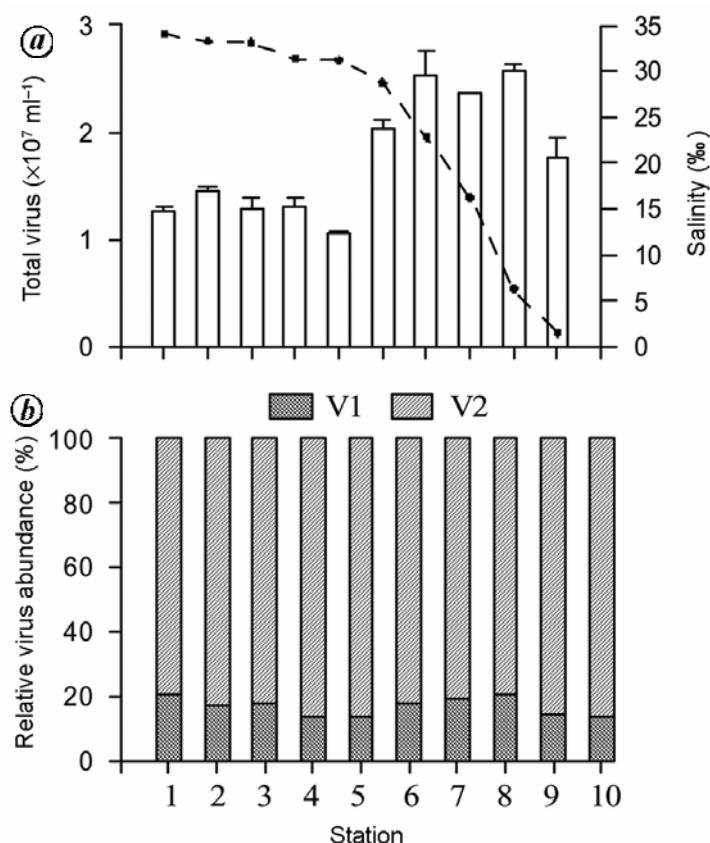 a
3
2
1
0
Total virus (×10⁷ ml⁻¹)
35
30
25
20
15
10
5
0
Salinity (‰)
b
V1 V2
100
80
60
40
20
0
Relative virus abundance (%)
1 2 3 4 5 6 7 8 9 10
Station